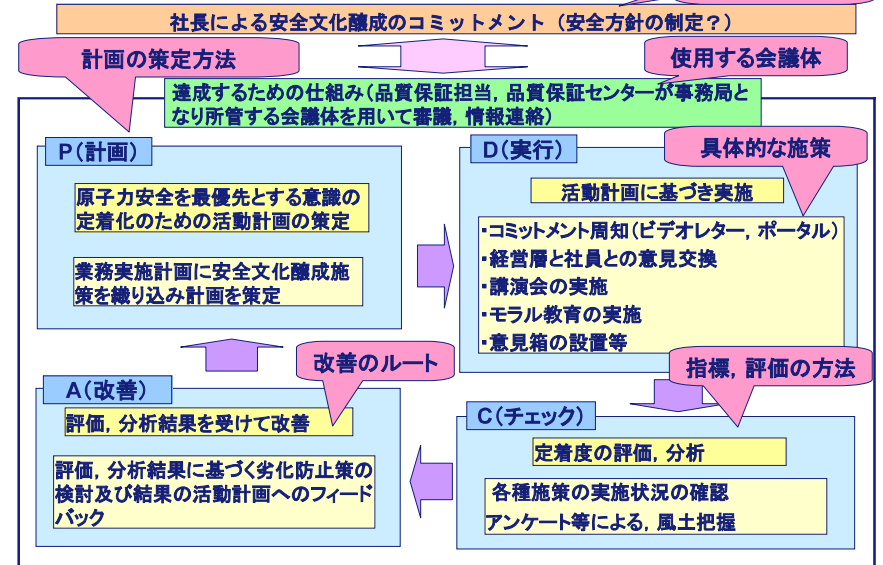 社長による安全文化醸成のコミットメント（安全方針の制定？）
計画の策定方法
使用する会議体
達成するための仕組み（品質保証担当，品質保証センターが事務局と
なり所管する会議体を用いて審議，情報連絡）
P（計画）
原子力安全を最優先とする意識の
定着化のための活動計画の策定
業務実施計画に安全文化醸成施
策を織り込み計画を策定
D（実行）
具体的な施策
活動計画に基づき実施
・コミットメント周知（ビデオレター，ポータル）
・経営層と社員との意見交換
・講演会の実施
・モラル教育の実施
・意見箱の設置等
改善のルート
指標，評価の方法
A（改善）
評価，分析結果を受けて改善
評価，分析結果に基づく劣化防止策の
検討及び結果の活動計画へのフィード
バック
C（チェック）
定着度の評価，分析
各種施策の実施状況の確認
アンケート等による，風土把握